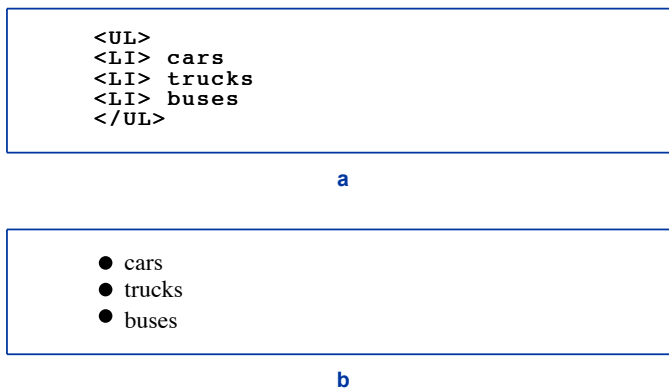 <UL>
<LI> cars
<LI> trucks
<LI> buses
</UL>
a
● cars
● trucks
● buses
b